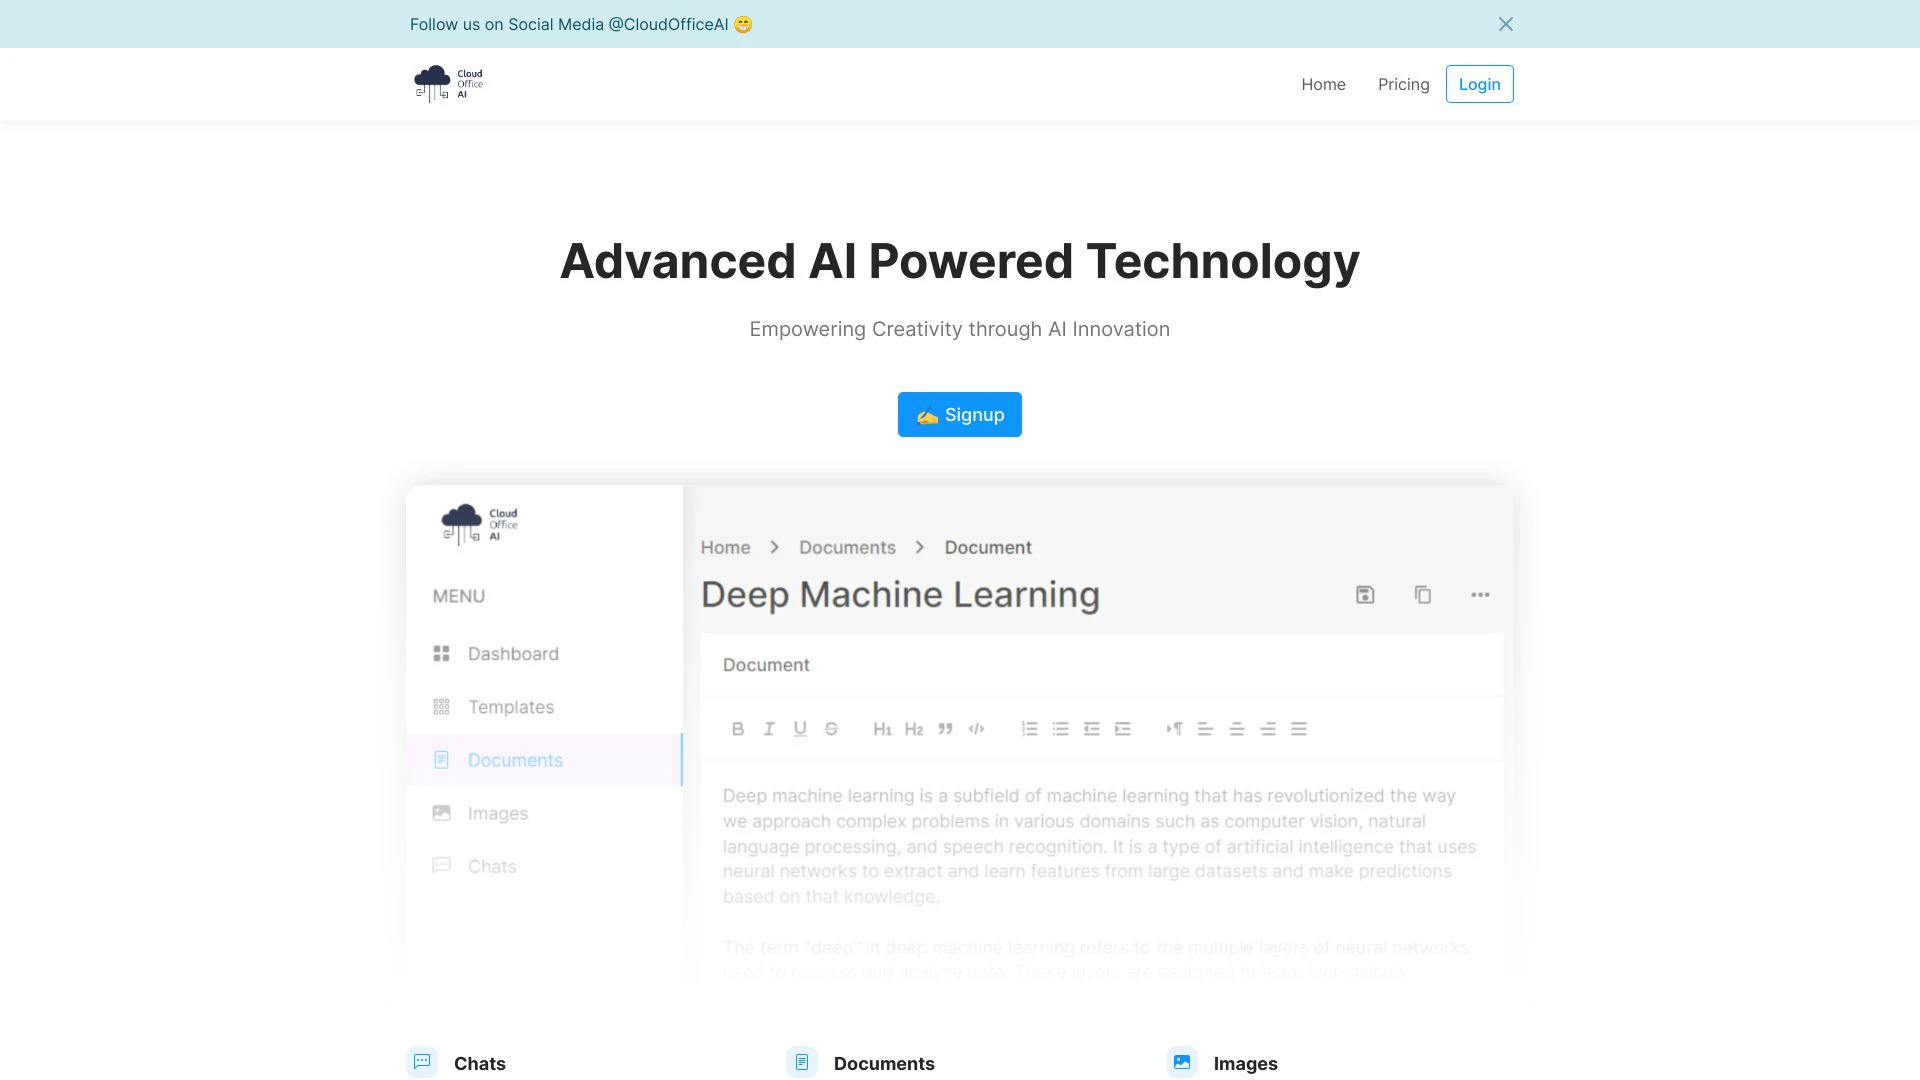 Follow us on Social Media @CloudOfficeAI 😁
Cloud
Office
AI
Home
Pricing
Login
Advanced AI Powered Technology
Empowering Creativity through AI Innovation
✍️ Signup
Cloud
Office
AI
MENU
Dashboard
Templates
Documents
Images
Chats
Home > Documents > Document
Deep Machine Learning
Document
B I U S H1 H2
Deep machine learning is a subfield of machine learning that has revolutionized the way
we approach complex problems in various domains such as computer vision, natural
language processing, and speech recognition. It is a type of artificial intelligence that uses
neural networks to extract and learn features from large datasets and make predictions
based on that knowledge.
The term "deep" in deep machine learning refers to the multiple layers of neural networks
used to process and analyze data. These layers are designed to learn increasingly
Chats
Documents
Images